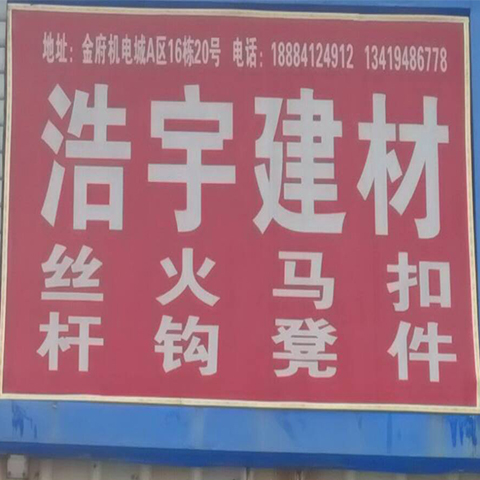 地址：金府机电城A区16栋20号 电话：18884124912 13419486778
浩宇建材
丝 火 马 扣
杆 钩 凳 件